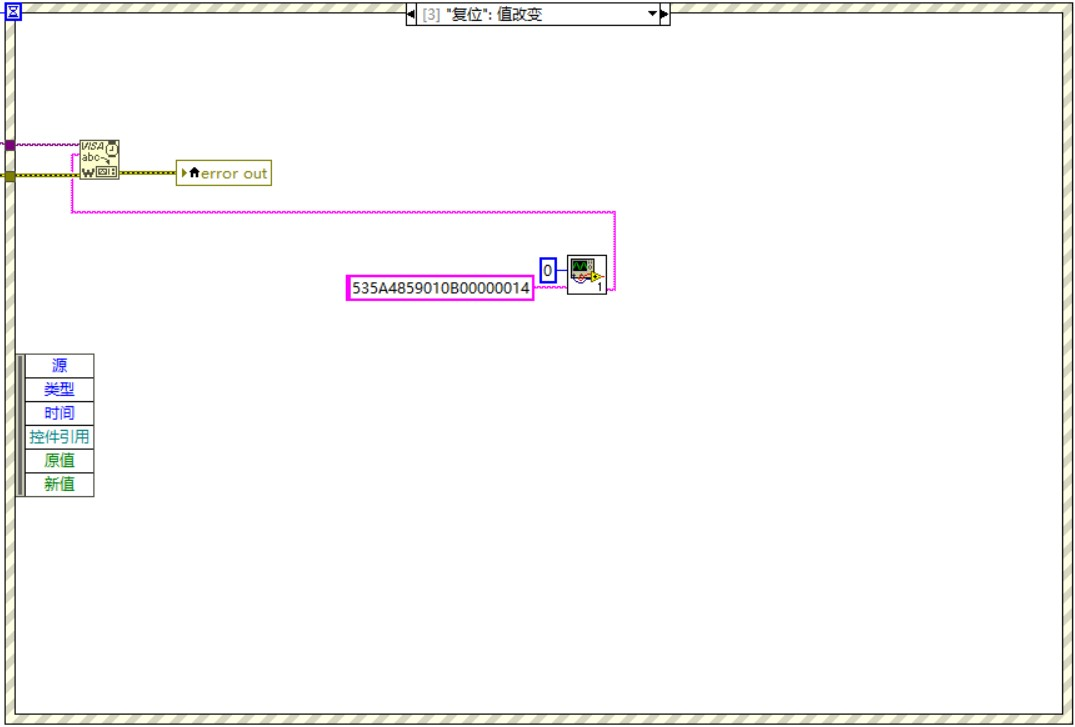 [3] "复位": 值改变
VISA
abc
W
error out
0
535A4859010B00000014
1
源
类型
时间
控件引用
原值
新值